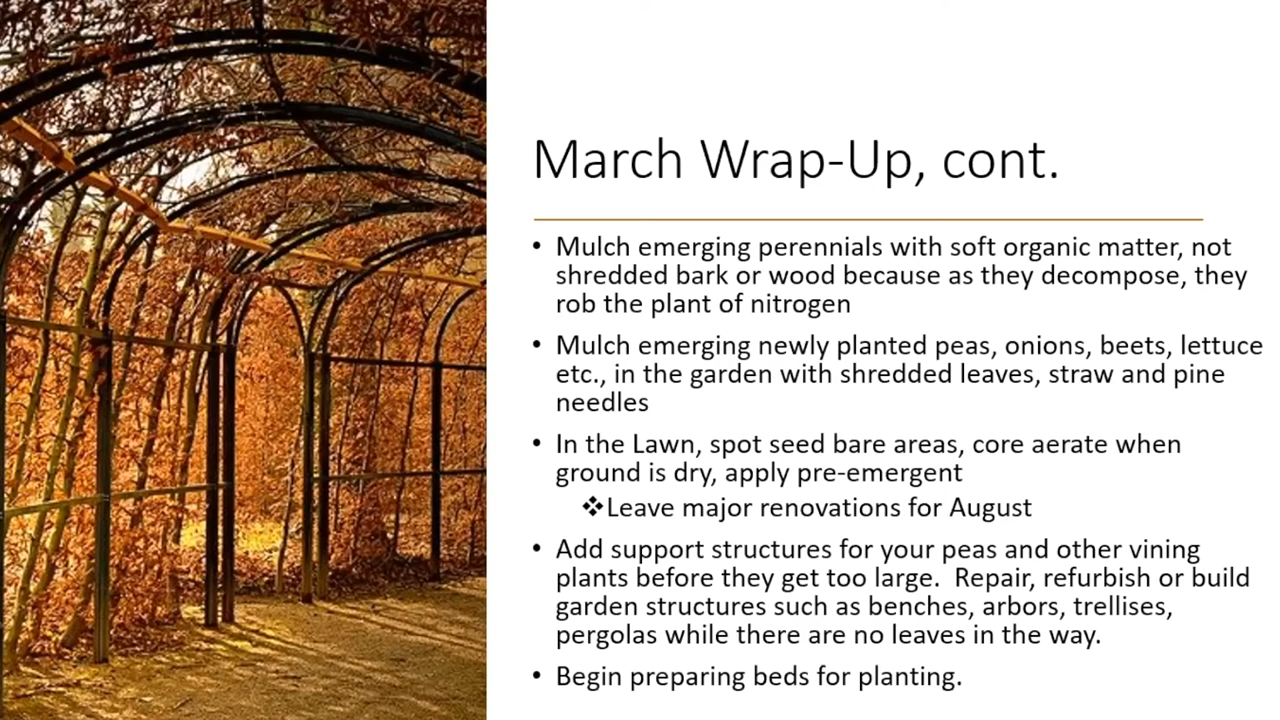 March Wrap-Up, cont.
• Mulch emerging perennials with soft organic matter, not
shredded bark or wood because as they decompose, they
rob the plant of nitrogen
• Mulch emerging newly planted peas, onions, beets, lettuce
etc., in the garden with shredded leaves, straw and pine
needles
• In the Lawn, spot seed bare areas, core aerate when
ground is dry, apply pre-emergent
❖Leave major renovations for August
• Add support structures for your peas and other vining
plants before they get too large.  Repair, refurbish or build
garden structures such as benches, arbors, trellises,
pergolas while there are no leaves in the way.
• Begin preparing beds for planting.